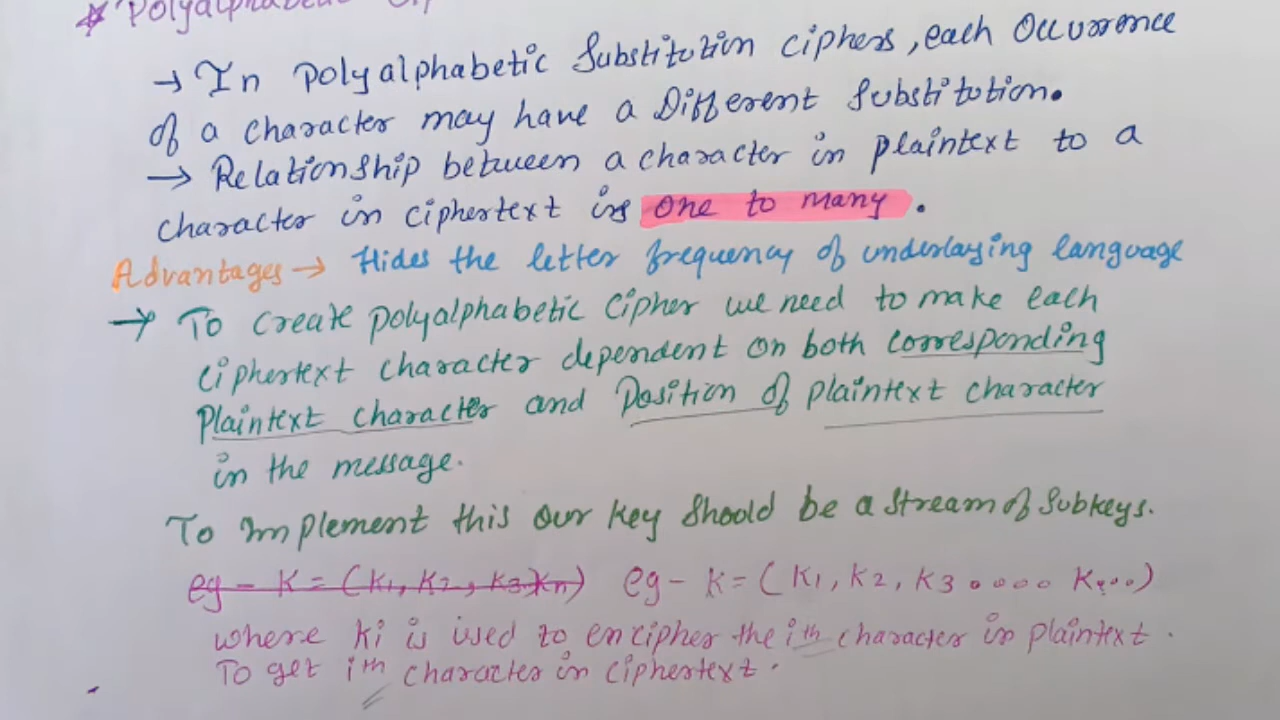 * Polyalphabetic
→ In Polyalphabetic Substitution Ciphers, each Occurrence
of a character may have a Different Substitution.
→ Relationship between a character in plaintext to a
character in ciphertext is One to Many.
Advantages → Hides the letter frequency of underlaying language
→ To create polyalphabetic Cipher we need to make each
Ciphertext character dependent on both corresponding
Plaintext character and Position of plaintext character
in the message.
To Implement this Our Key Should be a Stream of Subkeys.
eg - K = (K1, K2, K3 Kn) eg - K = (K1, K2, K3 .... K...)
where Ki is used to encipher the ith character in plaintext.
To get ith character in Ciphertext.